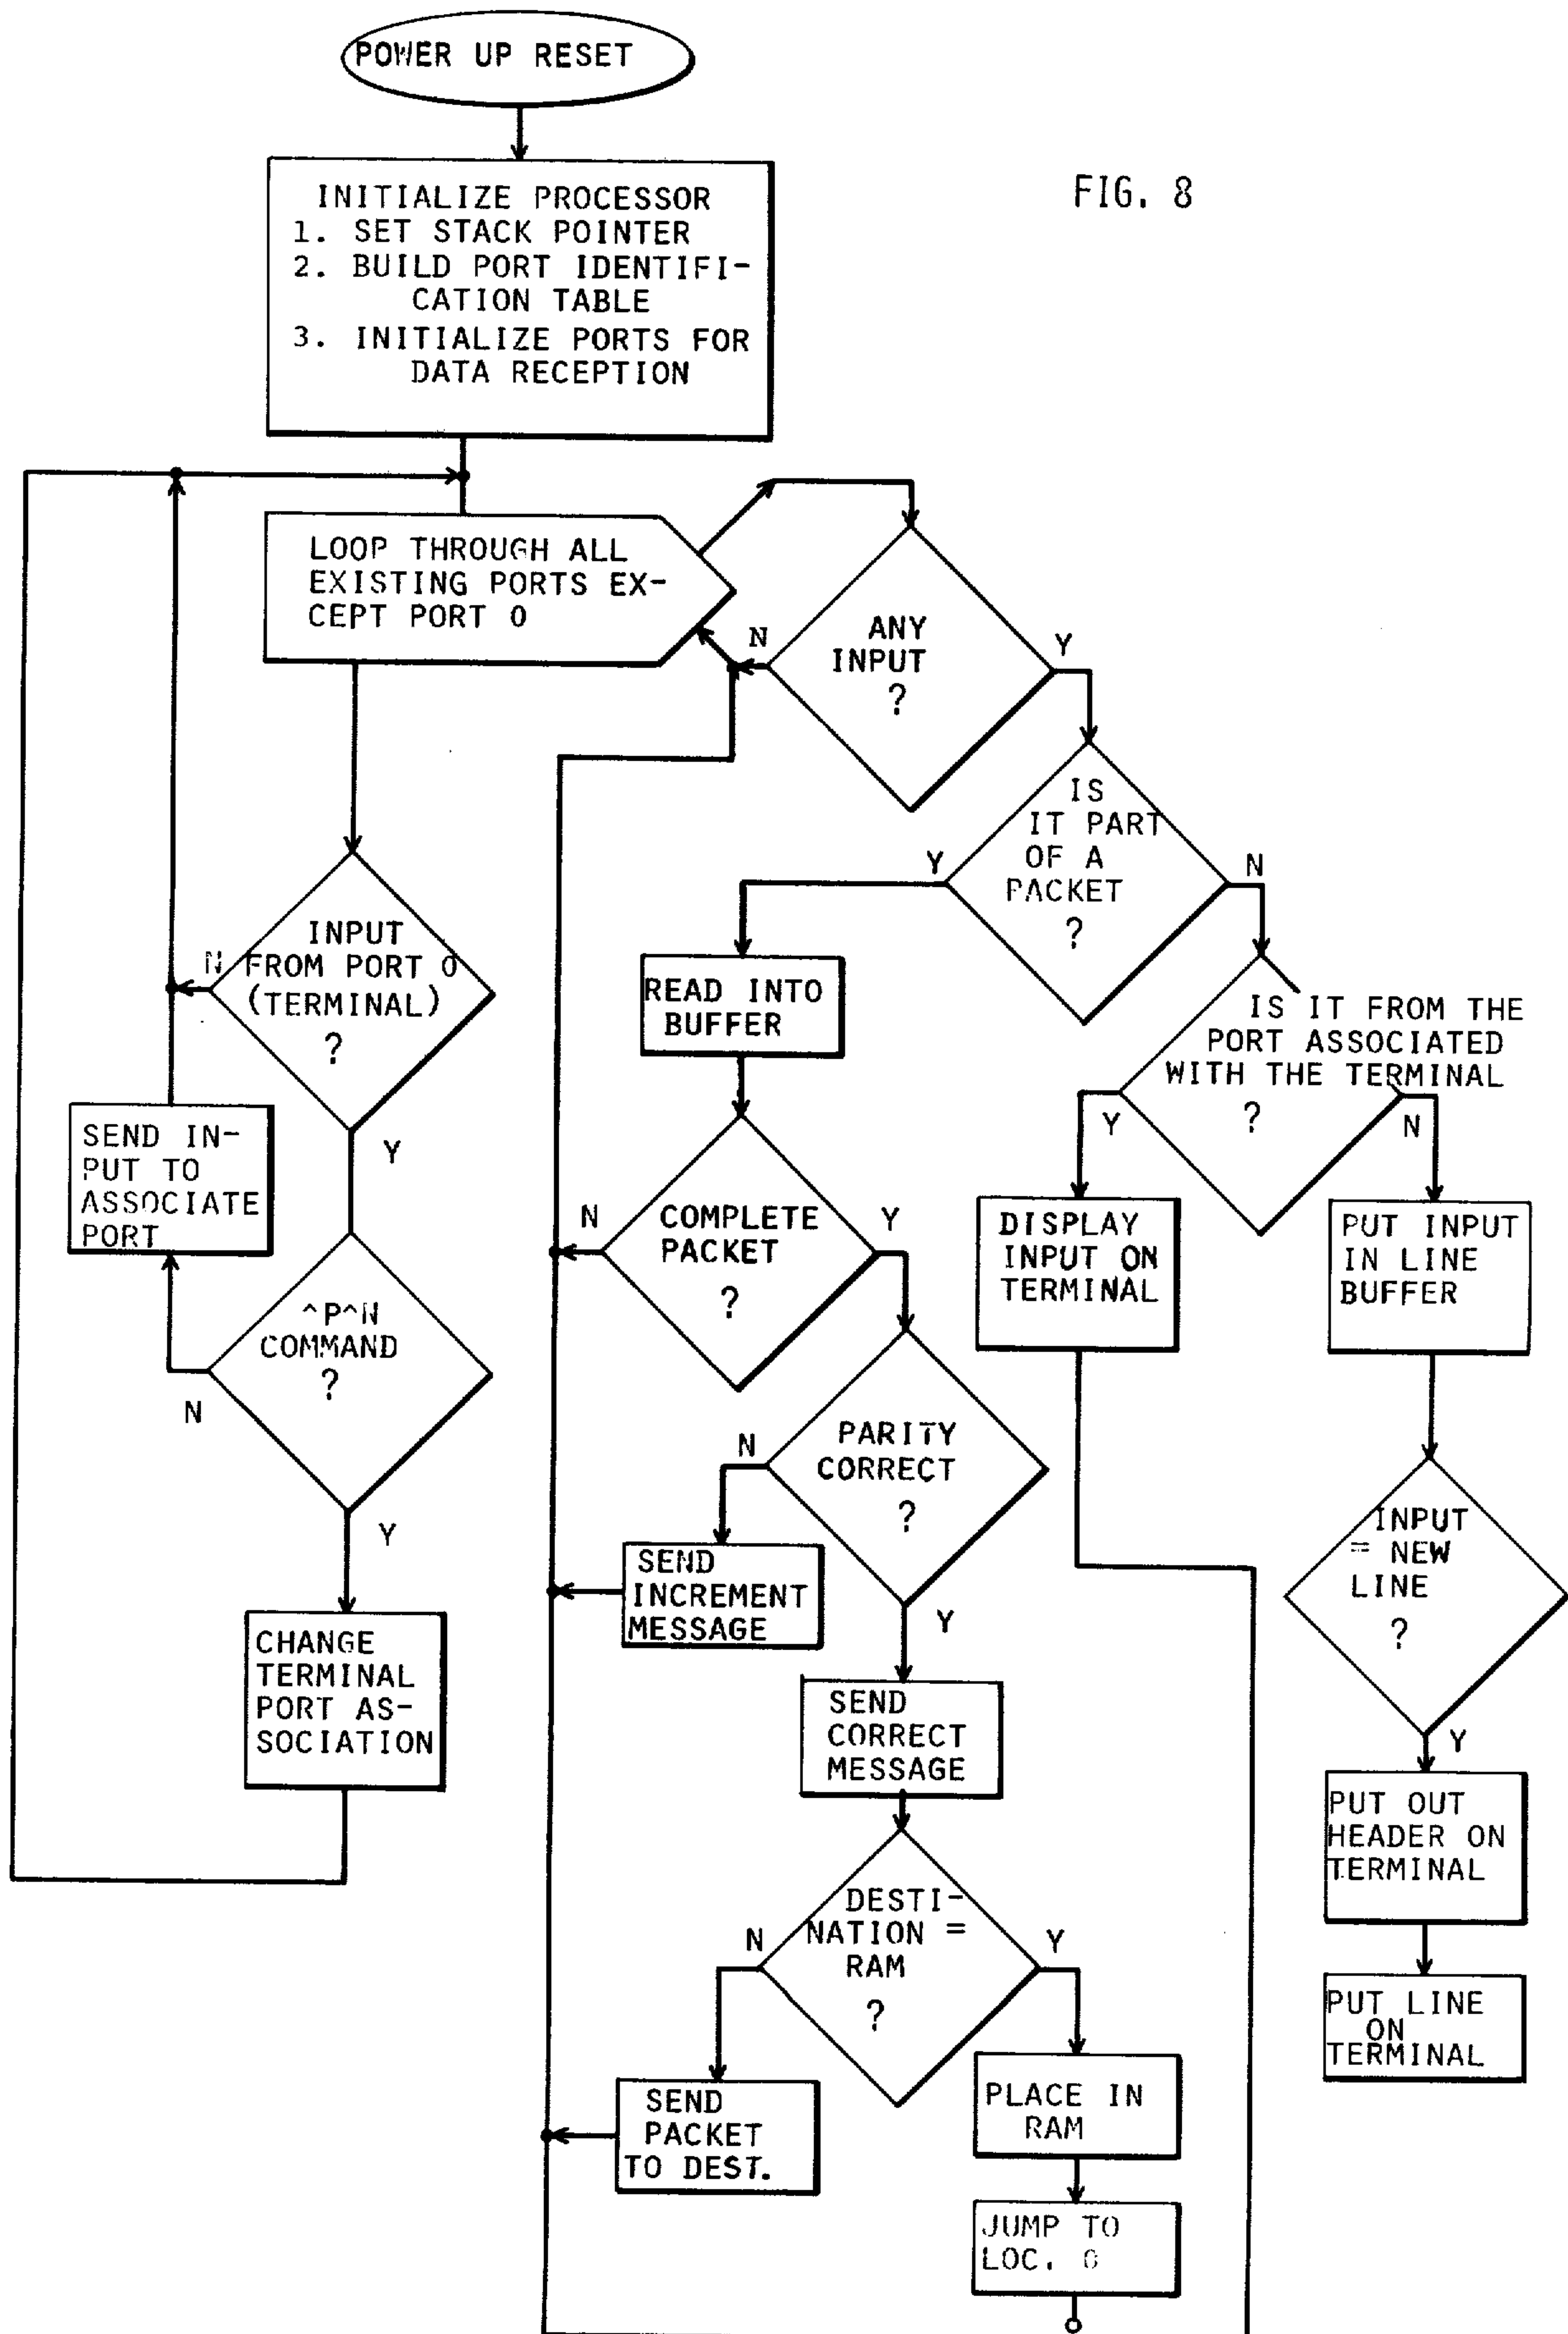 POWER UP RESET
FIG. 8
INITIALIZE PROCESSOR
1. SET STACK POINTER
2. BUILD PORT IDENTIFI-
CATION TABLE
3. INITIALIZE PORTS FOR
DATA RECEPTION
LOOP THROUGH ALL
EXISTING PORTS EX-
CEPT PORT 0
ANY
INPUT
?
N
Y
IS
IT PART
OF A
PACKET
?
Y
N
INPUT
FROM PORT 0
(TERMINAL)
?
N
Y
READ INTO
BUFFER
IS IT FROM THE
PORT ASSOCIATED
WITH THE TERMINAL
?
Y
N
SEND IN-
PUT TO
ASSOCIATE
PORT
COMPLETE
PACKET
?
N
Y
DISPLAY
INPUT ON
TERMINAL
PUT INPUT
IN LINE
BUFFER
^P^N
COMMAND
?
N
Y
PARITY
CORRECT
?
N
Y
INPUT
= NEW
LINE
?
Y
SEND
INCREMENT
MESSAGE
CHANGE
TERMINAL
PORT AS-
SOCIATION
SEND
CORRECT
MESSAGE
PUT OUT
HEADER ON
TERMINAL
DESTI-
NATION =
RAM
?
N
Y
PUT LINE
ON
TERMINAL
SEND
PACKET
TO DEST.
PLACE IN
RAM
JUMP TO
LOC. 0